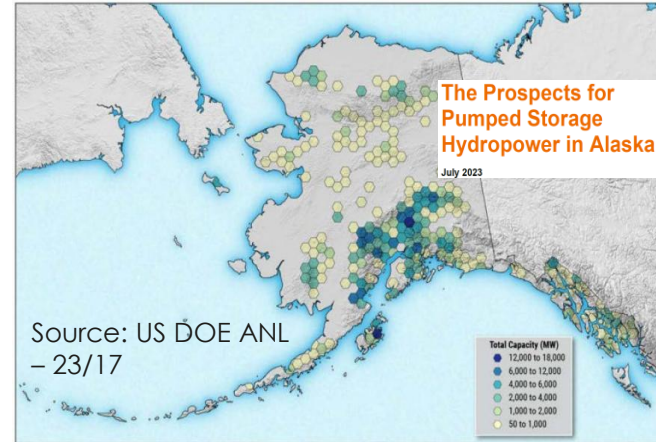 The Prospects for
Pumped Storage
Hydropower in Alaska
July 2023
Source: US DOE ANL
– 23/17
Total Capacity (MW)
12,000 to 18,000
6,000 to 12,000
4,000 to 6,000
2,000 to 4,000
1,000 to 2,000
50 to 1,000